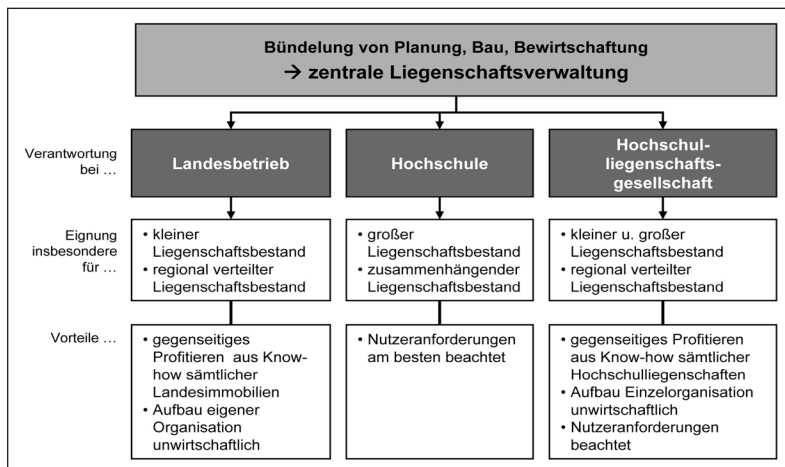 Bündelung von Planung, Bau, Bewirtschaftung
→ zentrale Liegenschaftsverwaltung
Verantwortung
bei …
Landesbetrieb
Hochschule
Hochschul-
liegenschafts-
gesellschaft
Eignung
insbesondere
für …
• kleiner
Liegenschaftsbestand
• regional verteilter
Liegenschaftsbestand
• großer
Liegenschaftsbestand
• zusammenhängender
Liegenschaftsbestand
• kleiner u. großer
Liegenschaftsbestand
• regional verteilter
Liegenschaftsbestand
Vorteile …
• gegenseitiges
Profitieren aus Know-
how sämtlicher
Landesimmobilien
• Aufbau eigener
Organisation
unwirtschaftlich
• Nutzeranforderungen
am besten beachtet
• gegenseitiges Profitieren
aus Know-how sämtlicher
Hochschulliegenschaften
• Aufbau Einzelorganisation
unwirtschaftlich
• Nutzeranforderungen
beachtet